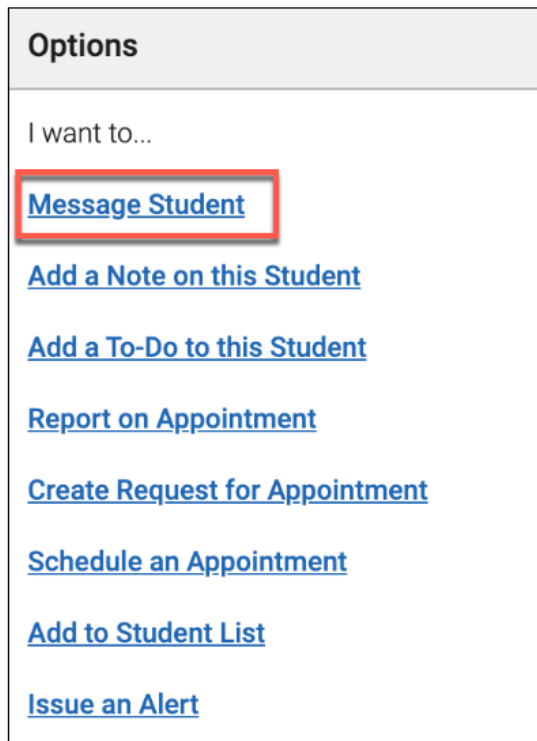 Options
I want to...
Message Student
Add a Note on this Student
Add a To-Do to this Student
Report on Appointment
Create Request for Appointment
Schedule an Appointment
Add to Student List
Issue an Alert